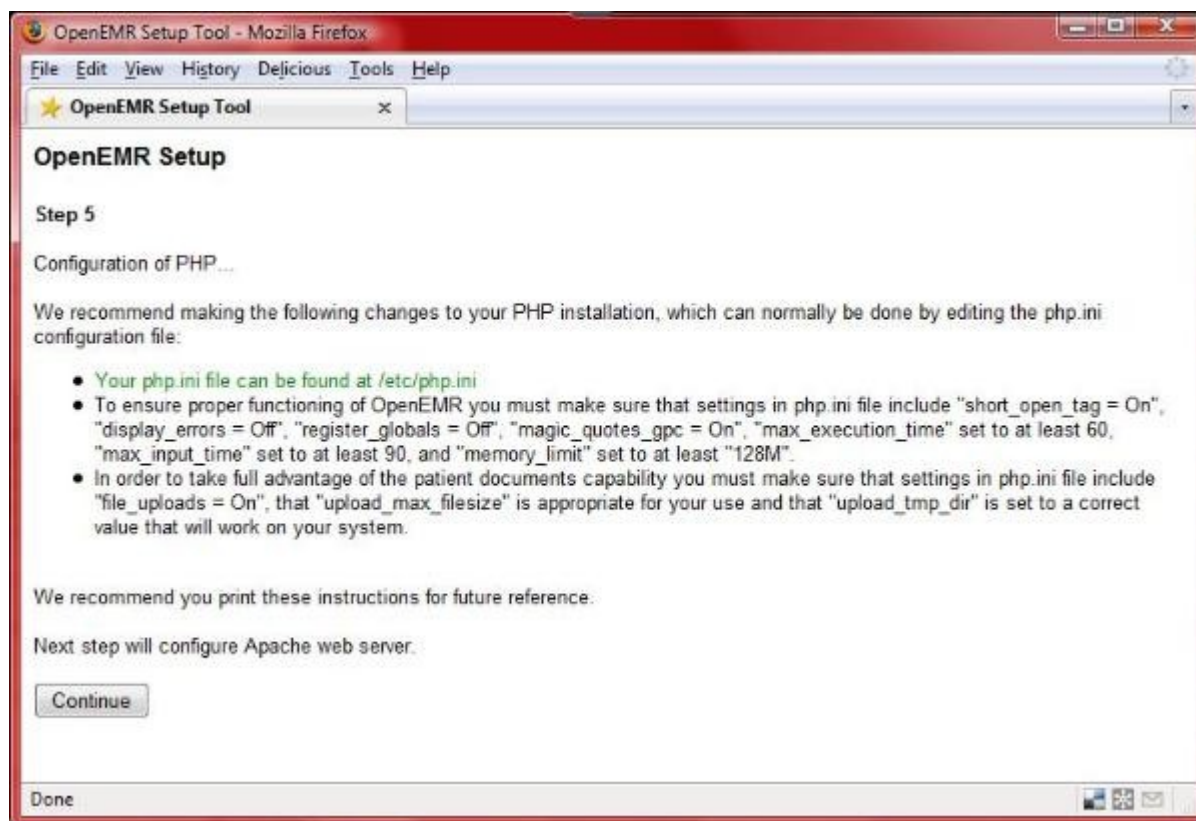 OpenEMR Setup Tool - Mozilla Firefox
File Edit View History Delicious Tools Help
OpenEMR Setup Tool
OpenEMR Setup
Step 5
Configuration of PHP...
We recommend making the following changes to your PHP installation, which can normally be done by editing the php.ini
configuration file:
• Your php.ini file can be found at /etc/php.ini
• To ensure proper functioning of OpenEMR you must make sure that settings in php.ini file include "short_open_tag = On",
"display_errors = Off", "register_globals = Off", "magic_quotes_gpc = On", "max_execution_time" set to at least 60,
"max_input_time" set to at least 90, and "memory_limit" set to at least "128M".
• In order to take full advantage of the patient documents capability you must make sure that settings in php.ini file include
"file_uploads = On", that "upload_max_filesize" is appropriate for your use and that "upload_tmp_dir" is set to a correct
value that will work on your system.
We recommend you print these instructions for future reference.
Next step will configure Apache web server.
Continue
Done